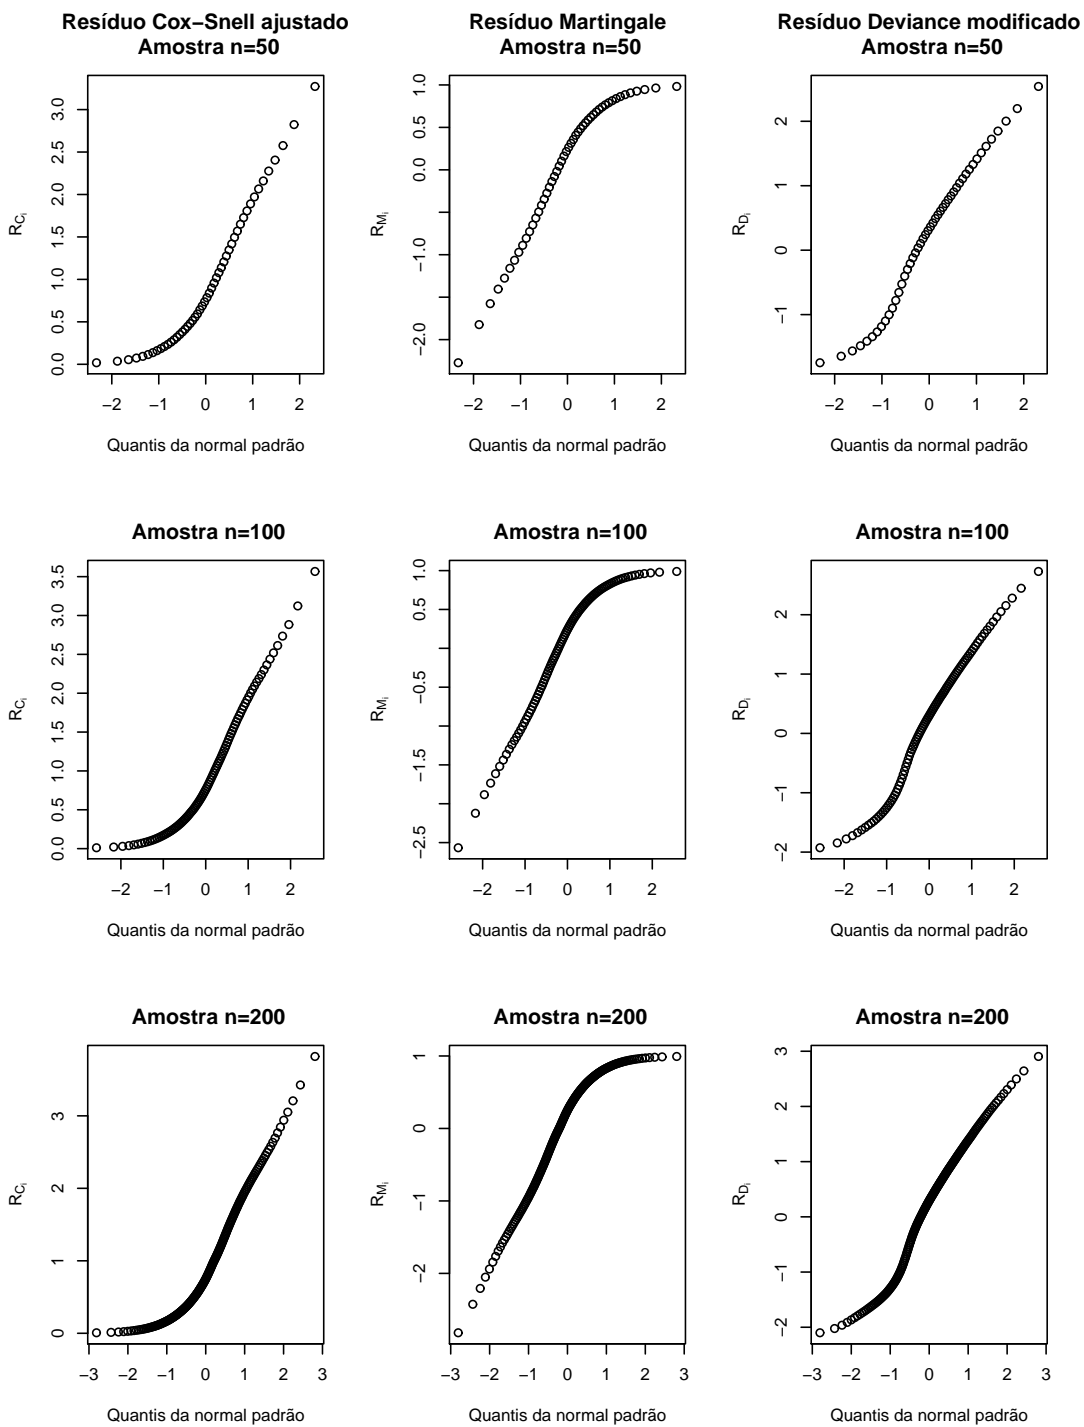 Resíduo Cox−Snell ajustado
Amostra n=50
3.0
2.5
2.0
1.5
1.0
0.5
0.0
R_{C_i}
−2 −1 0 1 2
Quantis da normal padrão
Resíduo Martingale
Amostra n=50
1.0
0.5
0.0
−1.0
−2.0
R_{M_i}
−2 −1 0 1 2
Quantis da normal padrão
Resíduo Deviance modificado
Amostra n=50
2
1
0
−1
R_{D_i}
−2 −1 0 1 2
Quantis da normal padrão
Amostra n=100
3.5
3.0
2.5
2.0
1.5
1.0
0.5
0.0
R_{C_i}
−2 −1 0 1 2
Quantis da normal padrão
Amostra n=100
1.0
0.5
−0.5
−1.5
−2.5
R_{M_i}
−2 −1 0 1 2
Quantis da normal padrão
Amostra n=100
2
1
0
−1
−2
R_{D_i}
−2 −1 0 1 2
Quantis da normal padrão
Amostra n=200
3
2
1
0
R_{C_i}
−3 −2 −1 0 1 2 3
Quantis da normal padrão
Amostra n=200
1
0
−1
−2
R_{M_i}
−3 −2 −1 0 1 2 3
Quantis da normal padrão
Amostra n=200
3
2
1
0
−1
−2
R_{D_i}
−3 −2 −1 0 1 2 3
Quantis da normal padrão